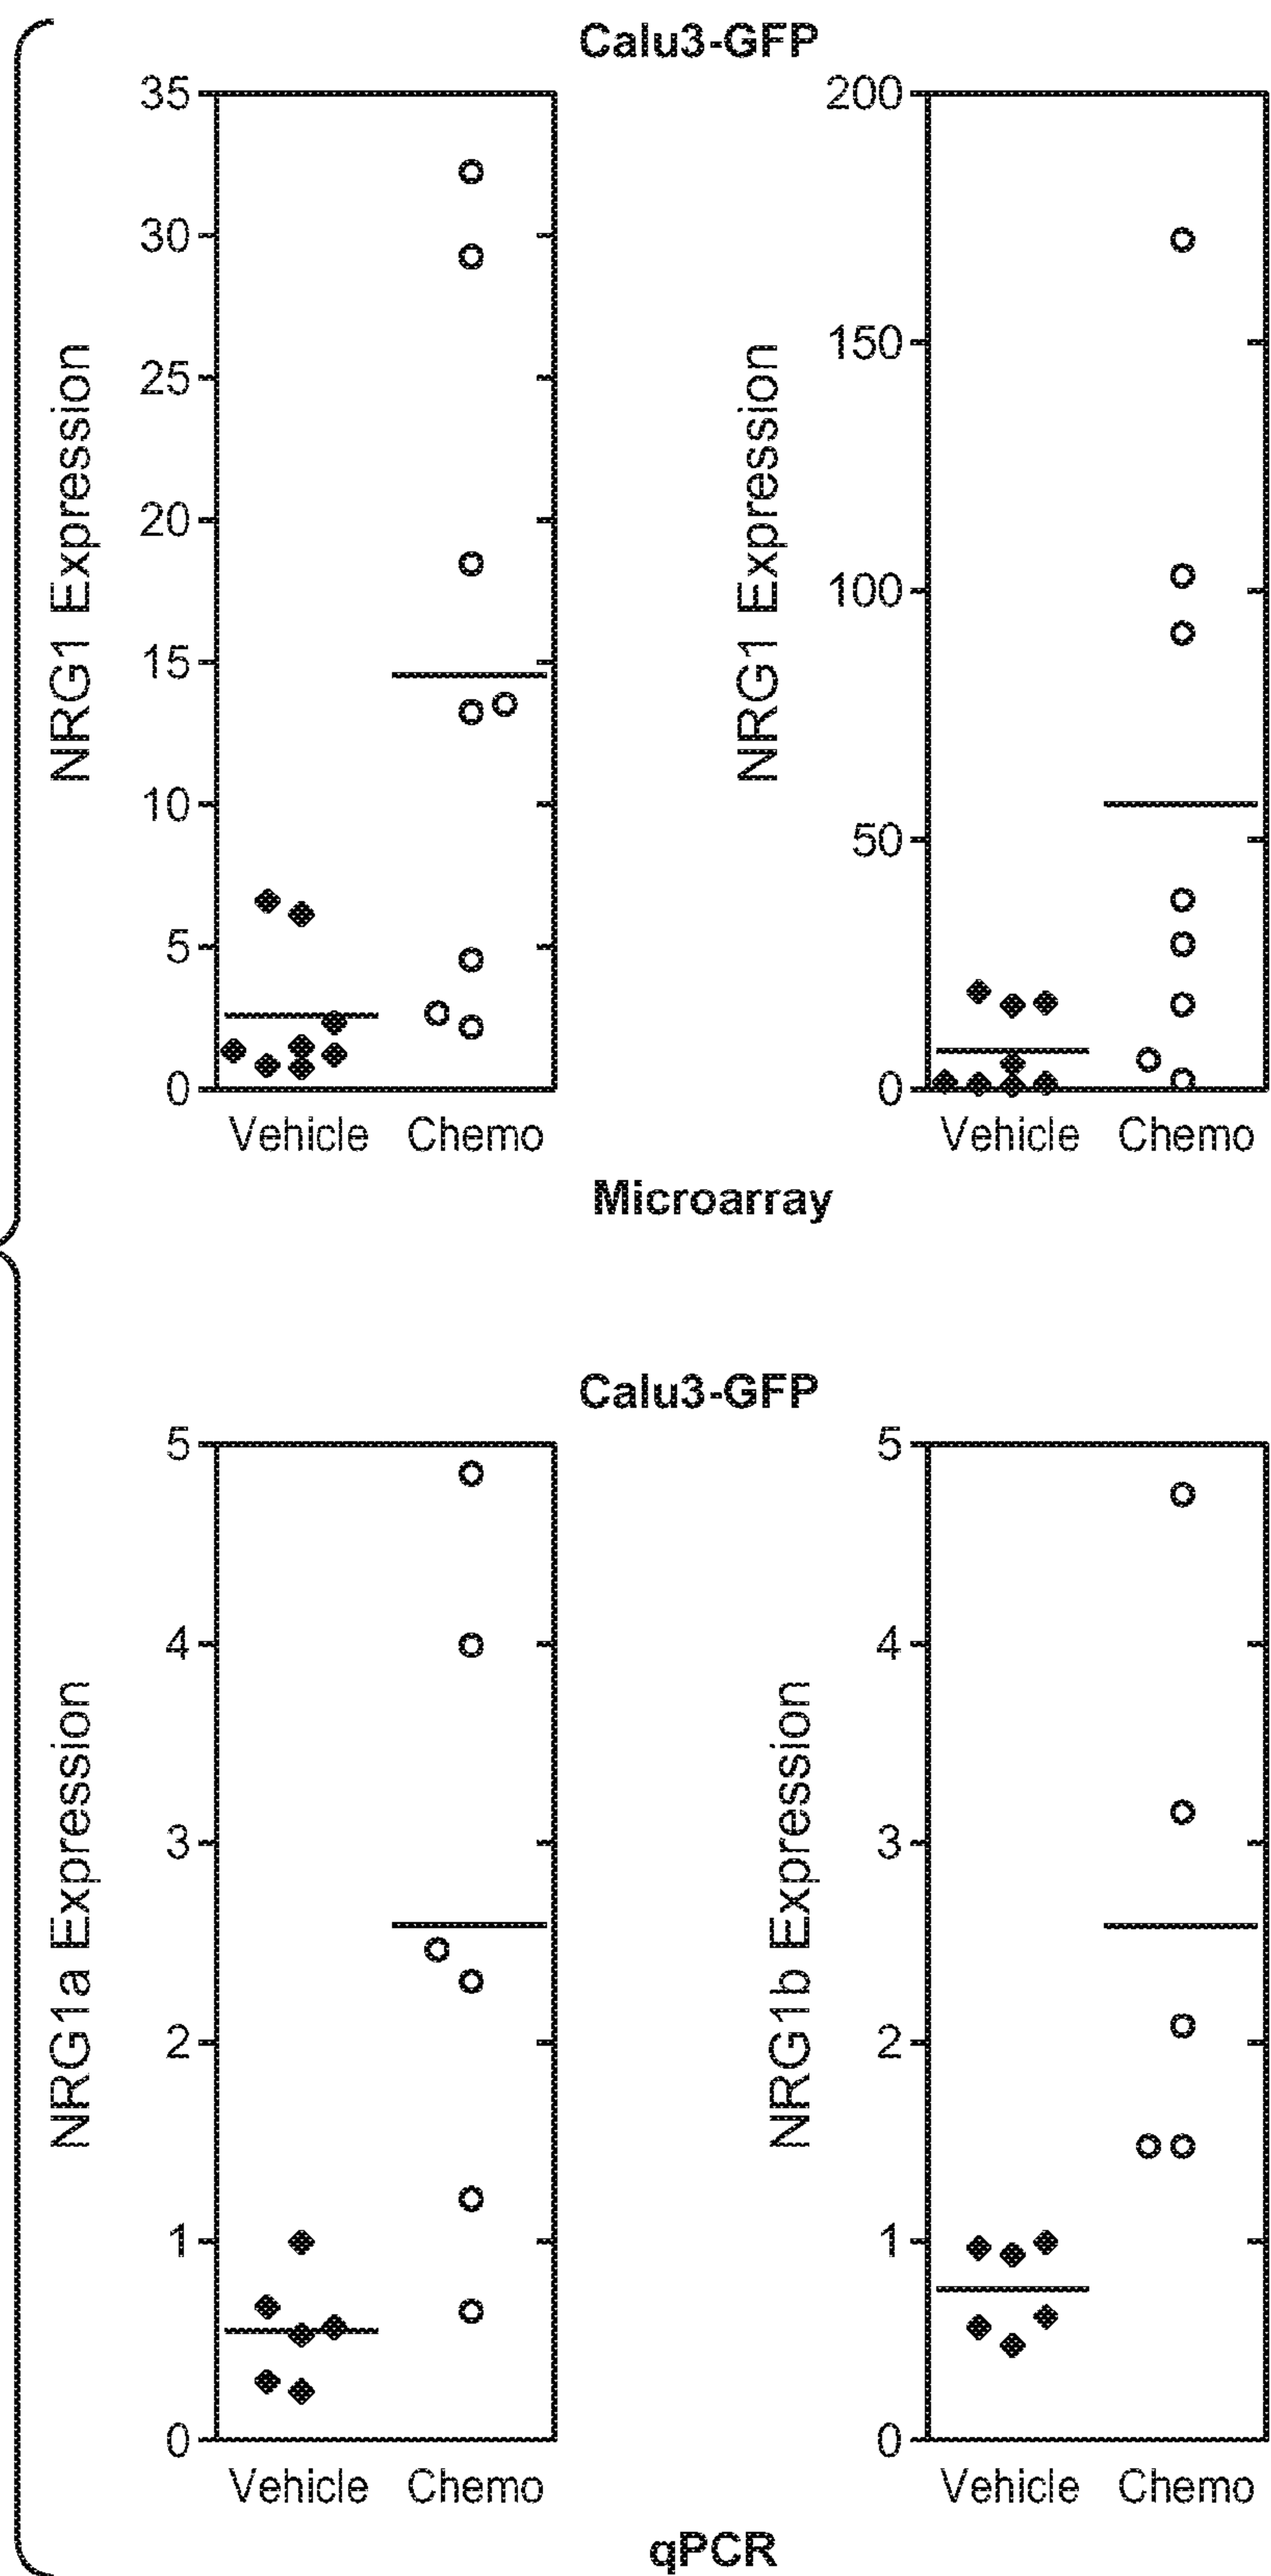 Calu3-GFP
NRG1 Expression
35
30
25
20
15
10
5
0
Vehicle Chemo
NRG1 Expression
200
150
100
50
0
Vehicle Chemo
Microarray
Calu3-GFP
NRG1a Expression
5
4
3
2
1
0
Vehicle Chemo
NRG1b Expression
5
4
3
2
1
0
Vehicle Chemo
qPCR